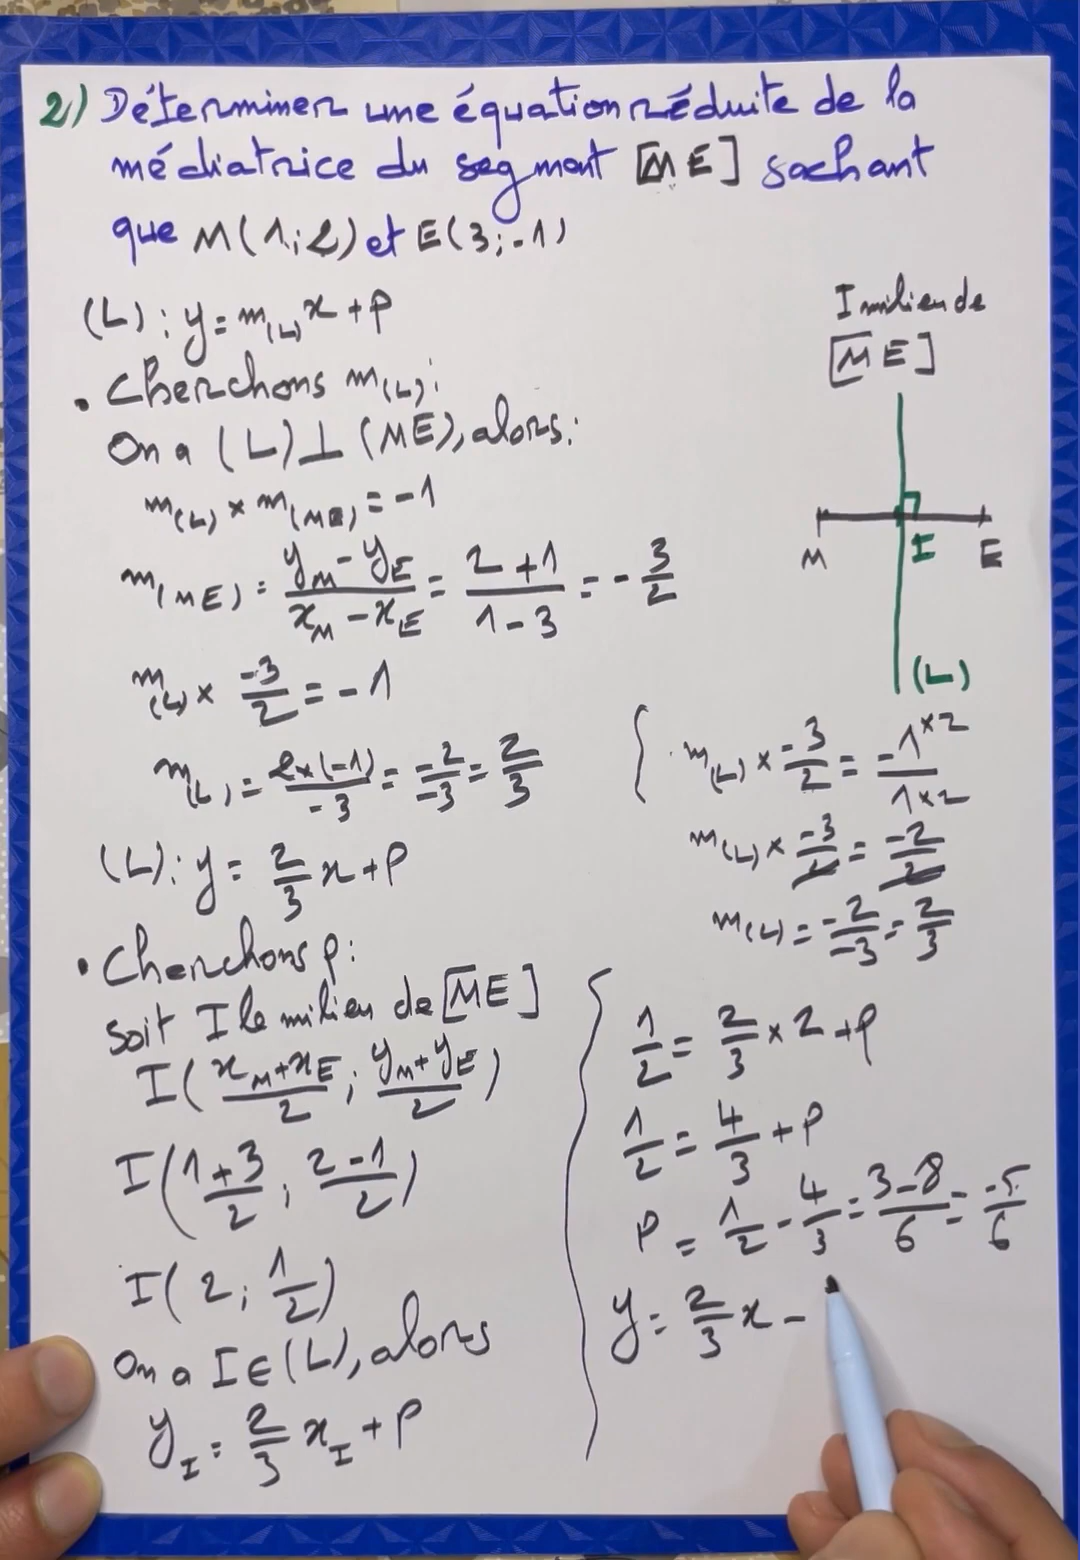 2) Déterminer une équation réduite de la
médiatrice du segment [ME] sachant
que M(1;2) et E(3;-1)
(L): y = m(L) x + P
• Cherchons m(L):
On a (L) ⊥ (ME), alors:
m(L) × m(ME) = -1
m(ME) = (yM - yE)/(xM - xE) = (2+1)/(1-3) = -3/2
m(L) × -3/2 = -1
m(L) = (2×(-1))/-3 = -2/-3 = 2/3
(L): y = 2/3 x + P
• Cherchons P:
Soit I le milieu de [ME]
I((xM+xE)/2 ; (yM+yE)/2)
I((1+3)/2 ; (2-1)/2)
I(2 ; 1/2)
On a I ∈ (L), alors
yI = 2/3 xI + P
I milieu de
[ME]
M I E
(L)
m(L) × -3/2 = -1×2/1×2
m(L) × -3/2 = -2/2
m(L) = -2/-3 = 2/3
1/2 = 2/3 × 2 + P
1/2 = 4/3 + P
P = 1/2 - 4/3 = (3-8)/6 = -5/6
y = 2/3 x -